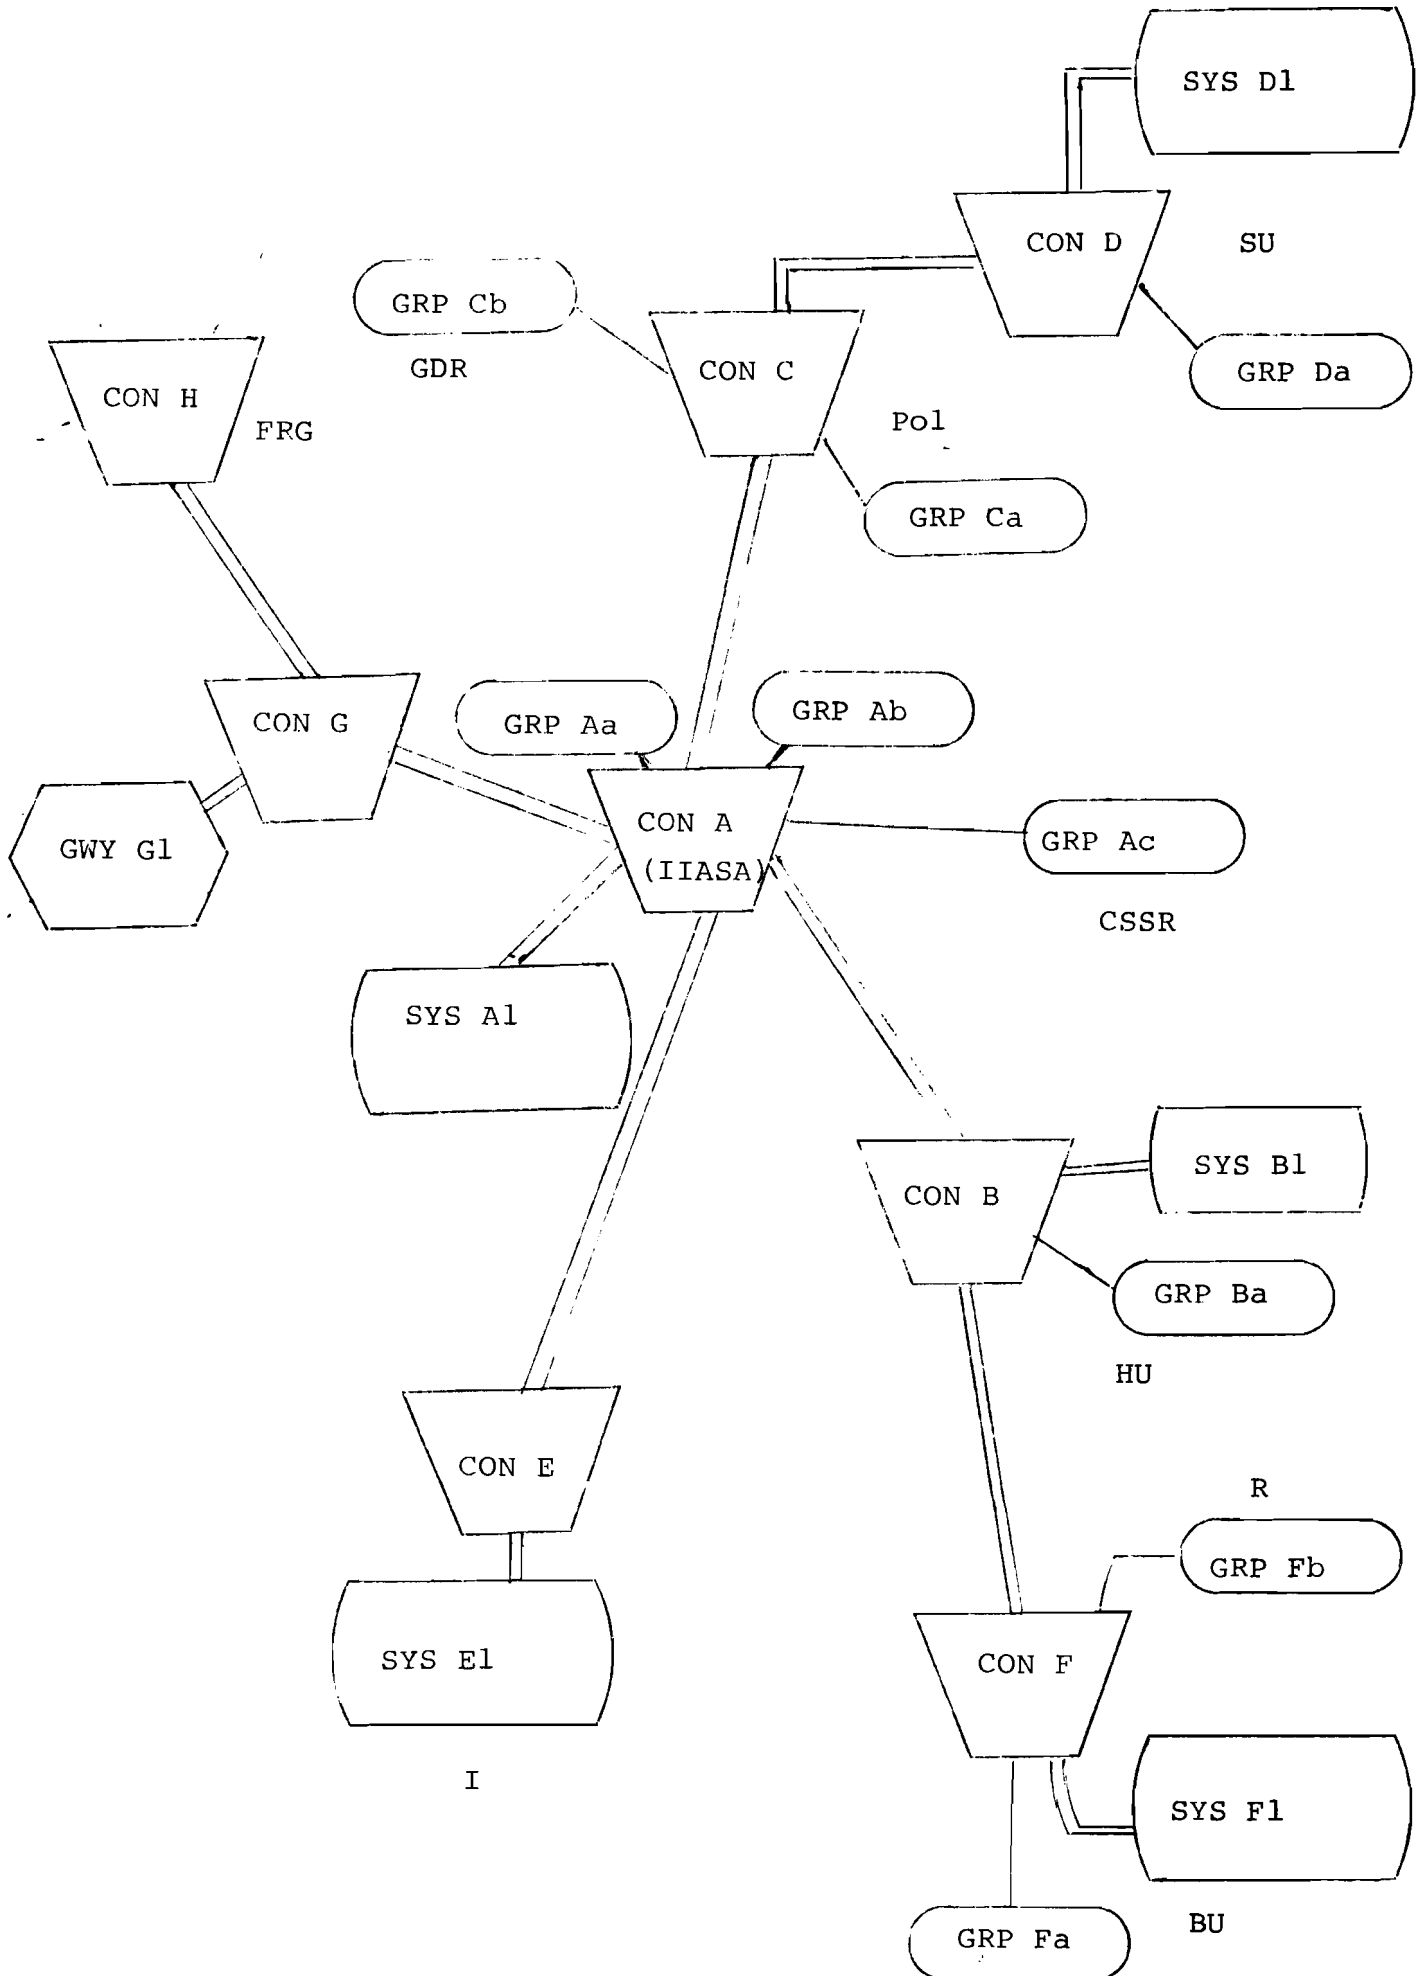 SYS D1
CON D
SU
GRP Cb
GDR
CON C
GRP Da
CON H
FRG
Pol
GRP Ca
CON G
GRP Aa
GRP Ab
CON A
(IIASA)
GRP Ac
GWY G1
CSSR
SYS A1
SYS B1
CON B
GRP Ba
HU
CON E
R
GRP Fb
SYS E1
CON F
I
SYS F1
BU
GRP Fa